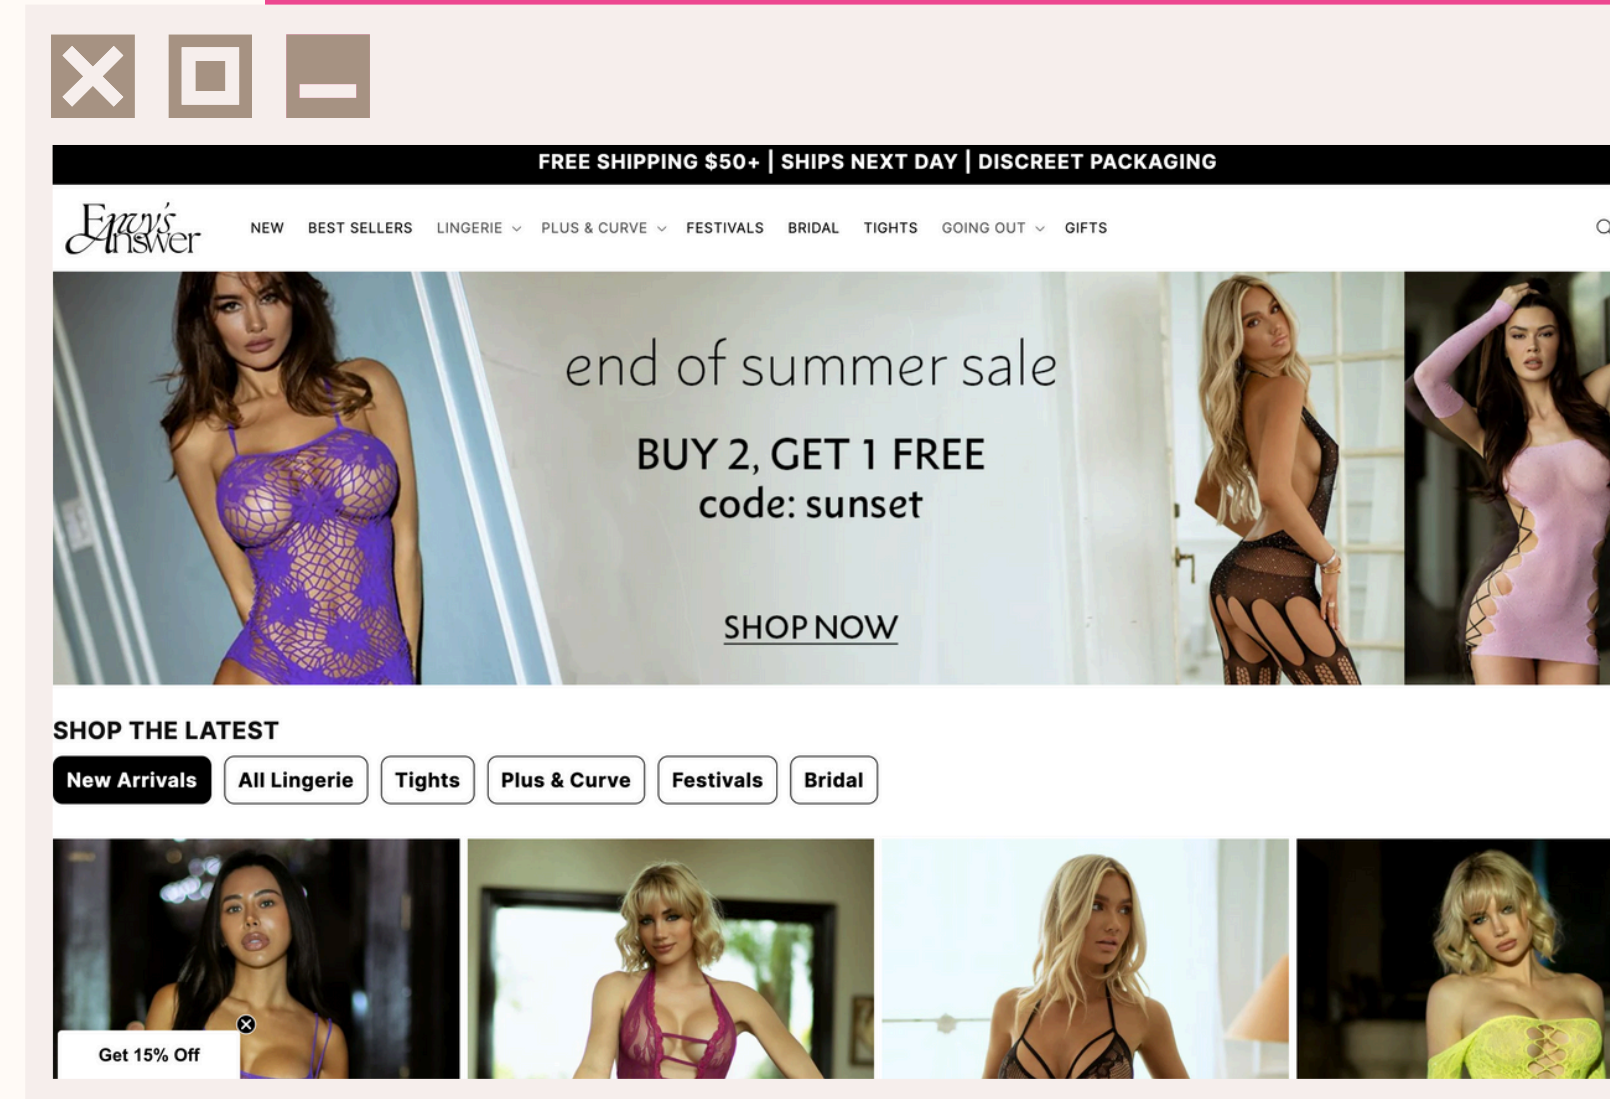 FREE SHIPPING $50+ | SHIPS NEXT DAY | DISCREET PACKAGING
Envy's
Answer
NEW BEST SELLERS LINGERIE PLUS & CURVE FESTIVALS BRIDAL TIGHTS GOING OUT GIFTS
end of summer sale
BUY 2, GET 1 FREE
code: sunset
SHOP NOW
SHOP THE LATEST
New Arrivals All Lingerie Tights Plus & Curve Festivals Bridal
Get 15% Off